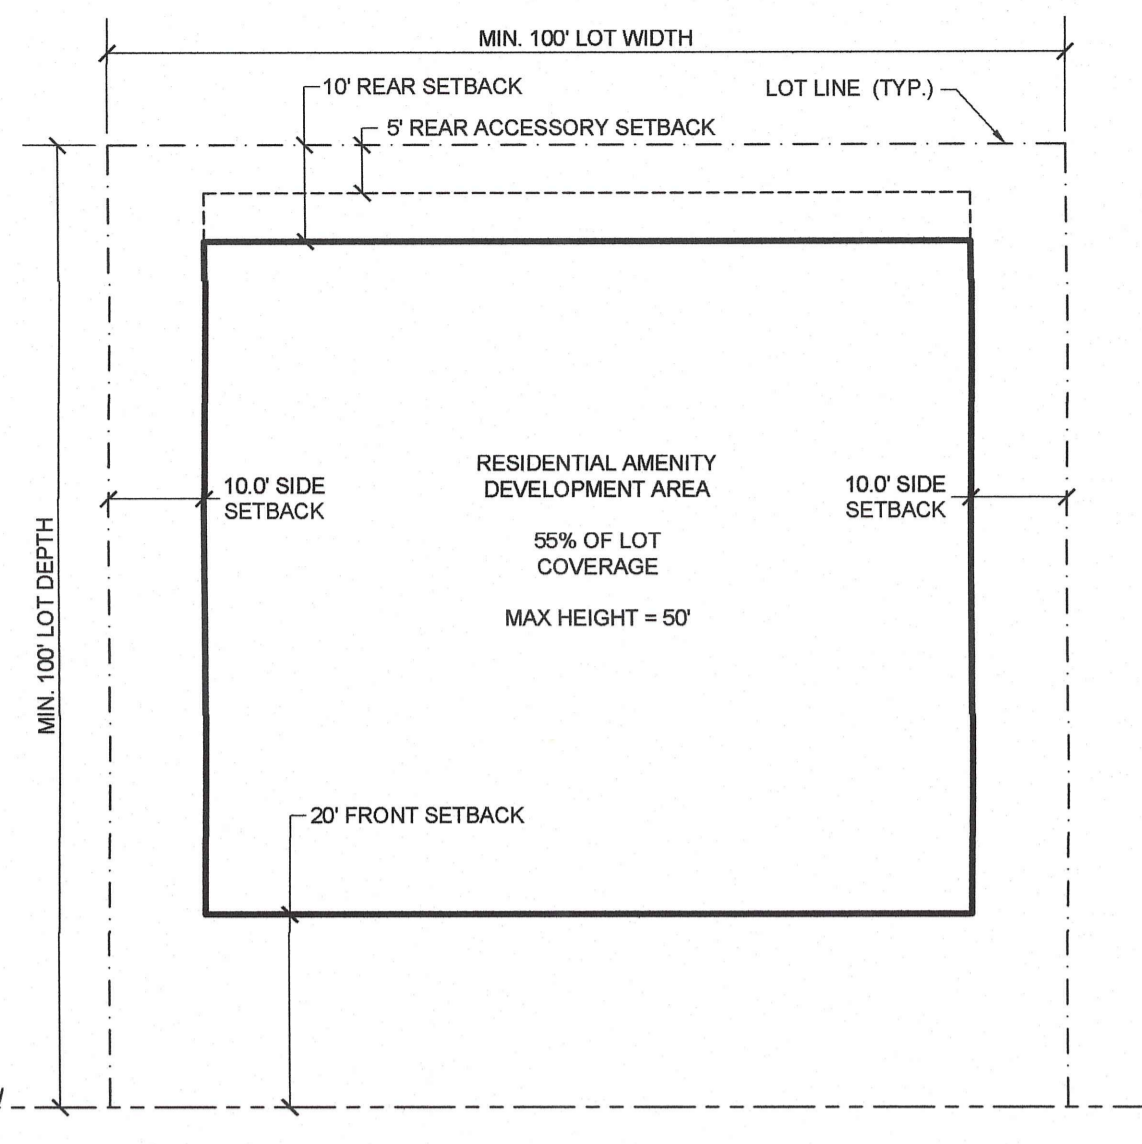 MIN. 100' LOT WIDTH
10' REAR SETBACK
LOT LINE (TYP.)
5' REAR ACCESSORY SETBACK
RESIDENTIAL AMENITY
DEVELOPMENT AREA
10.0' SIDE
SETBACK
10.0' SIDE
SETBACK
55% OF LOT
COVERAGE
MAX HEIGHT = 50'
MIN. 100' LOT DEPTH
20' FRONT SETBACK